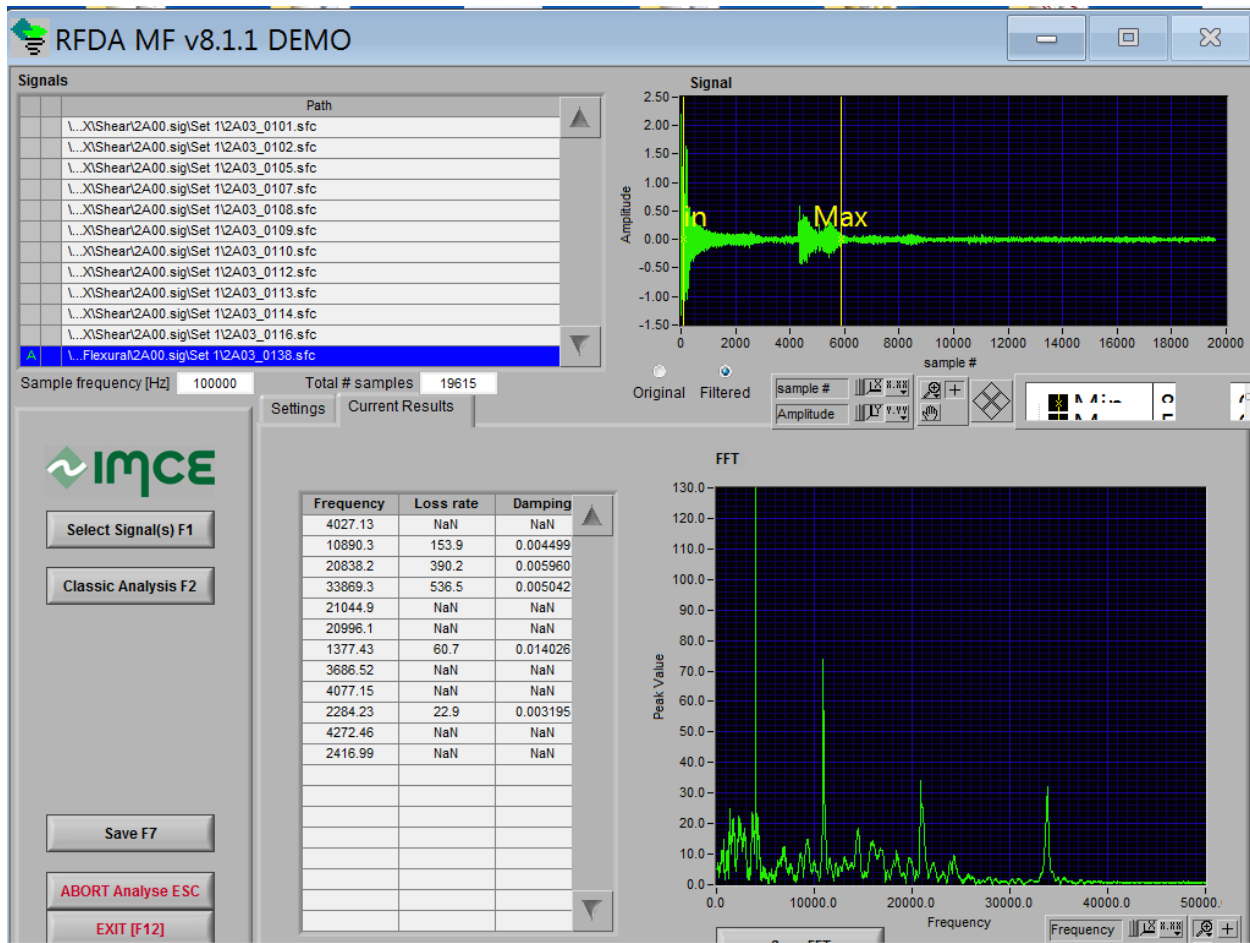 RFDA MF v8.1.1 DEMO
Signals
Path
\...X\Shear\2A00.sig\Set 1\2A03_0101.sfc
\...X\Shear\2A00.sig\Set 1\2A03_0102.sfc
\...X\Shear\2A00.sig\Set 1\2A03_0105.sfc
\...X\Shear\2A00.sig\Set 1\2A03_0107.sfc
\...X\Shear\2A00.sig\Set 1\2A03_0108.sfc
\...X\Shear\2A00.sig\Set 1\2A03_0109.sfc
\...X\Shear\2A00.sig\Set 1\2A03_0110.sfc
\...X\Shear\2A00.sig\Set 1\2A03_0112.sfc
\...X\Shear\2A00.sig\Set 1\2A03_0113.sfc
\...X\Shear\2A00.sig\Set 1\2A03_0114.sfc
\...X\Shear\2A00.sig\Set 1\2A03_0116.sfc
A \...Flexural\2A00.sig\Set 1\2A03_0138.sfc
Sample frequency [Hz] 100000 Total # samples 19615
Signal
2.50
2.00
1.50
1.00
0.50
0.00
-0.50
-1.00
-1.50
Amplitude
in Max
0 2000 4000 6000 8000 10000 12000 14000 16000 18000 20000
sample #
Original Filtered
sample #
Amplitude
Settings Current Results
IMCE
Select Signal(s) F1
Classic Analysis F2
Save F7
ABORT Analyse ESC
EXIT [F12]
Frequency Loss rate Damping
4027.13 NaN NaN
10890.3 153.9 0.004499
20838.2 390.2 0.005960
33869.3 536.5 0.005042
21044.9 NaN NaN
20996.1 NaN NaN
1377.43 60.7 0.014026
3686.52 NaN NaN
4077.15 NaN NaN
2284.23 22.9 0.003195
4272.46 NaN NaN
2416.99 NaN NaN
FFT
130.0
120.0
110.0
100.0
90.0
80.0
70.0
60.0
50.0
40.0
30.0
20.0
10.0
0.0
Peak Value
0.0 10000.0 20000.0 30000.0 40000.0 50000.
Frequency
Frequency